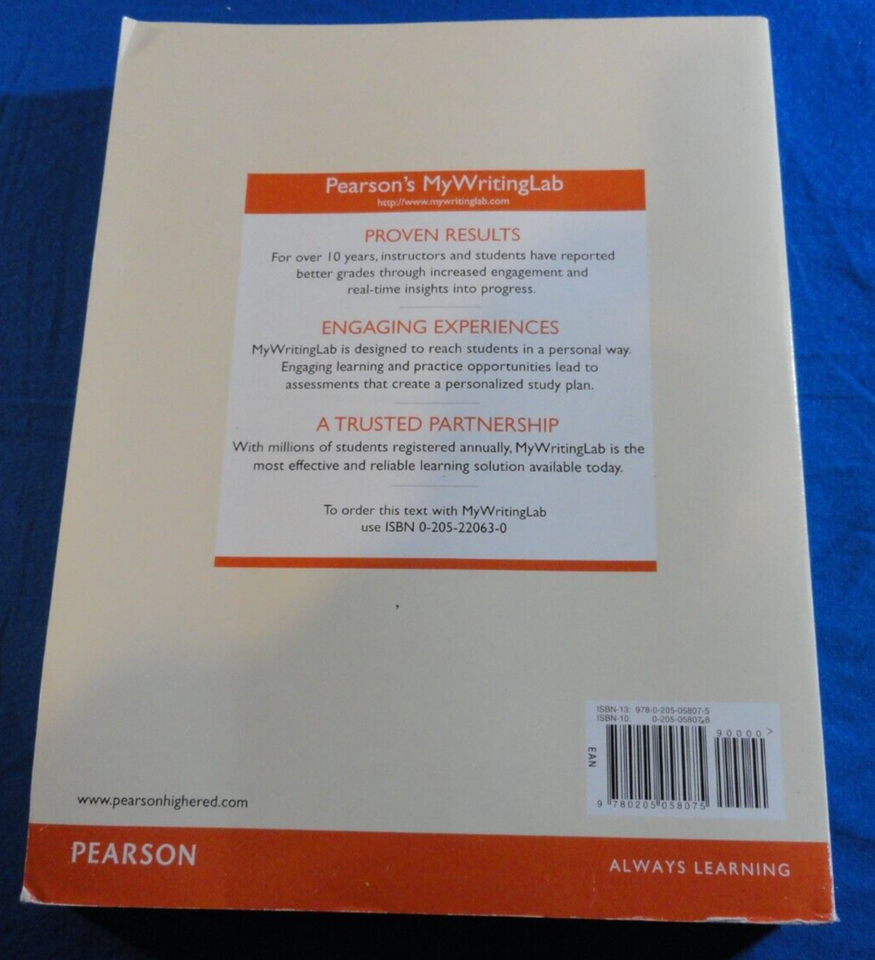 Pearson's MyWritingLab
http://www.mywritinglab.com
PROVEN RESULTS
For over 10 years, instructors and students have reported
better grades through increased engagement and
real-time insights into progress.
ENGAGING EXPERIENCES
MyWritingLab is designed to reach students in a personal way.
Engaging learning and practice opportunities lead to
assessments that create a personalized study plan.
A TRUSTED PARTNERSHIP
With millions of students registered annually, MyWritingLab is the
most effective and reliable learning solution available today.
To order this text with MyWritingLab
use ISBN 0-205-22063-0
ISBN-13: 978-0-205-05807-5
ISBN-10: 0-205-05807-8
90000>
EAN
9 780205 058075
www.pearsonhighered.com
PEARSON
ALWAYS LEARNING